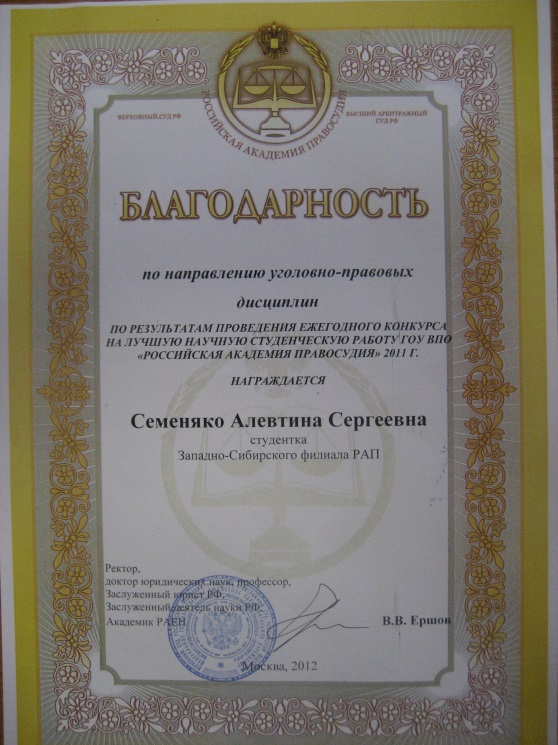 ВЕРХОВНЫЙ СУД РФ
ВЫСШИЙ АРБИТРАЖНЫЙ
СУД РФ
РОССИЙСКАЯ АКАДЕМИЯ ПРАВОСУДИЯ
БЛАГОДАРНОСТЬ
по направлению уголовно-правовых
дисциплин
ПО РЕЗУЛЬТАТАМ ПРОВЕДЕНИЯ ЕЖЕГОДНОГО КОНКУРСА
НА ЛУЧШУЮ НАУЧНУЮ СТУДЕНЧЕСКУЮ РАБОТУ ГОУ ВПО
«РОССИЙСКАЯ АКАДЕМИЯ ПРАВОСУДИЯ» 2011 Г.
НАГРАЖДАЕТСЯ
Семеняко Алевтина Сергеевна
студентка
Западно-Сибирского филиала РАП
Ректор,
доктор юридических наук, профессор,
Заслуженный юрист РФ,
Заслуженный деятель науки РФ,
Академик РАЕН
В.В. Ершов
Москва, 2012